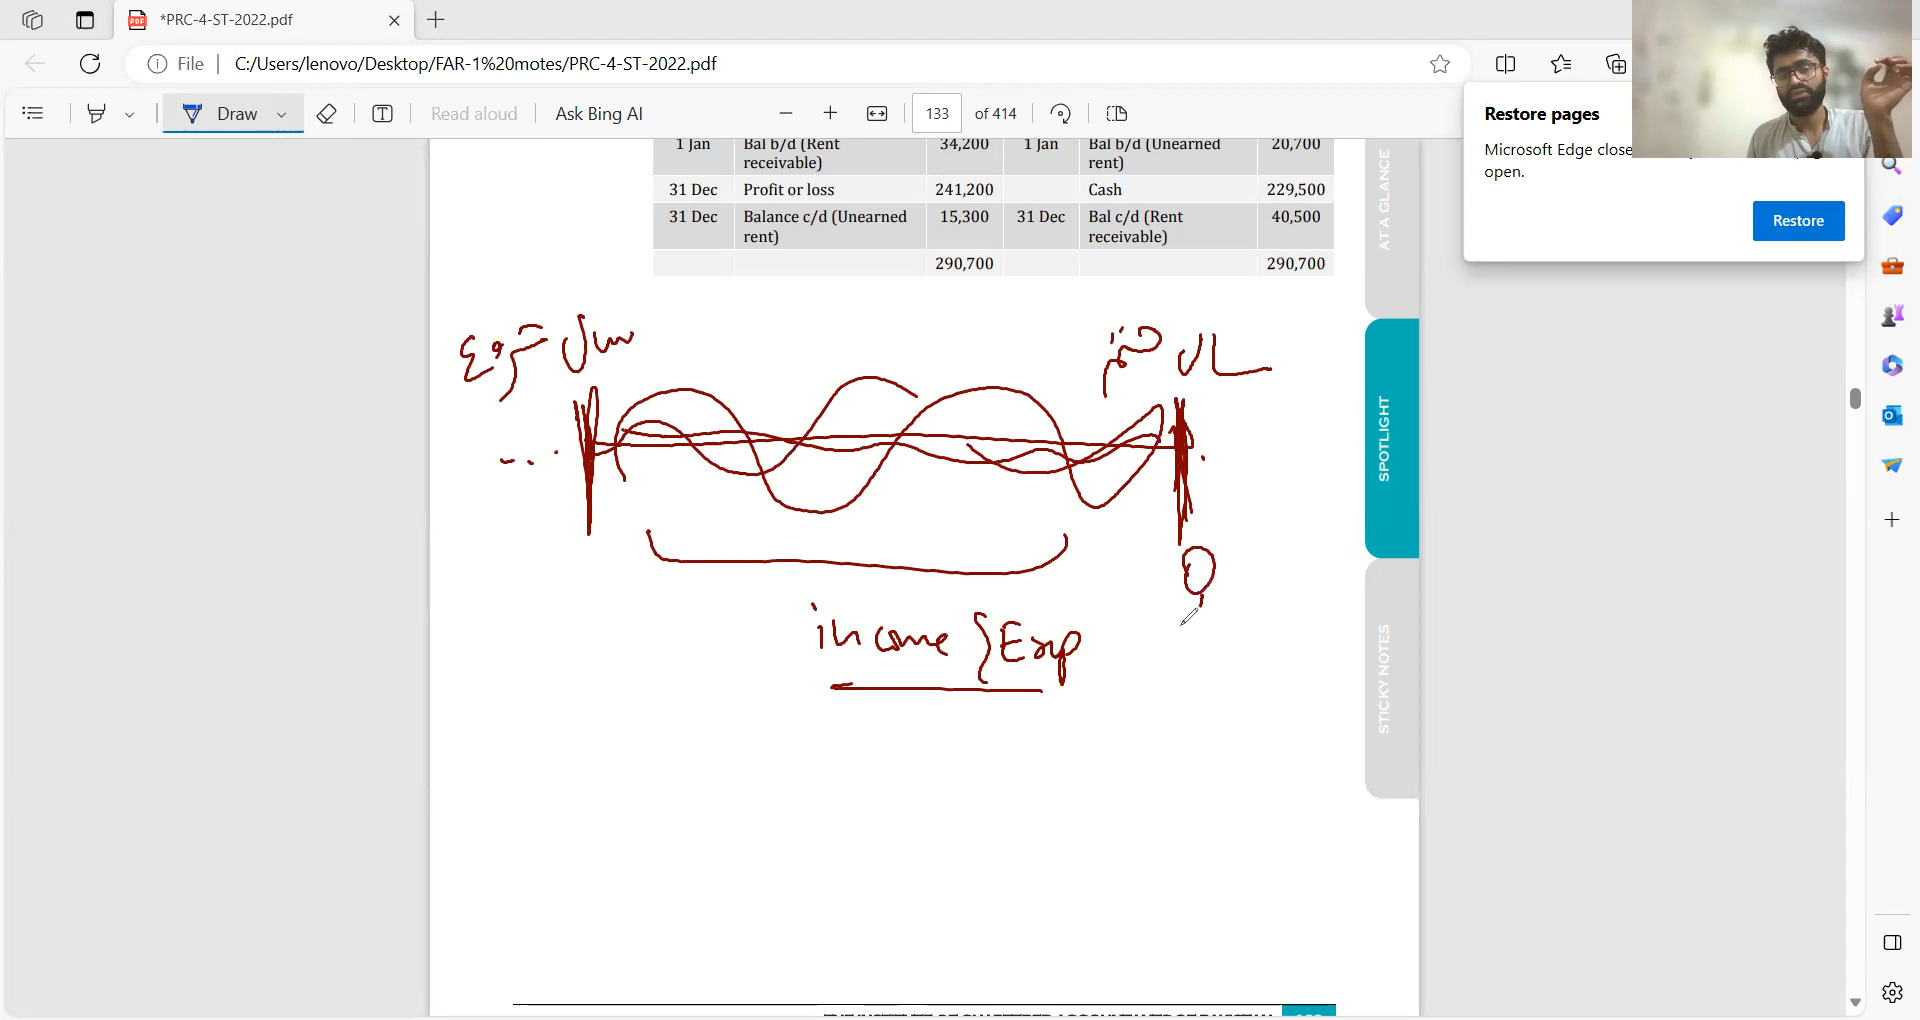 *PRC-4-ST-2022.pdf
File C:/Users/lenovo/Desktop/FAR-1%20motes/PRC-4-ST-2022.pdf
Draw Read aloud Ask Bing AI 133 of 414
Restore pages
Microsoft Edge close
open.
Restore
1 Jan Bal b/d (Rent receivable) 34,200 1 Jan Bal b/d (Unearned rent) 20,700
31 Dec Profit or loss 241,200 Cash 229,500
31 Dec Balance c/d (Unearned rent) 15,300 31 Dec Bal c/d (Rent receivable) 40,500
290,700 290,700
AT A GLANCE
SPOTLIGHT
STICKY NOTES
income Exp